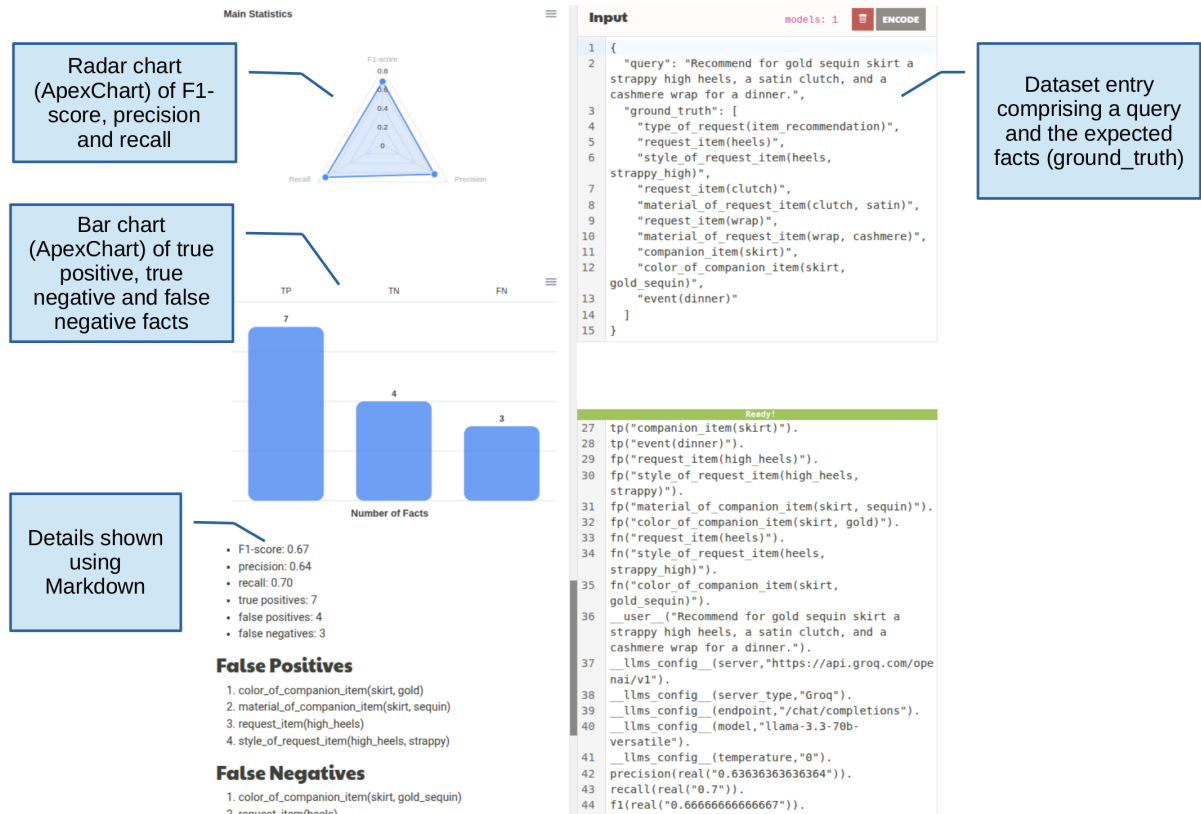 Main Statistics
Radar chart
(ApexChart) of F1-
score, precision
and recall
F1-score
0.8
0.6
0.4
0.2
0
Recall
Precision
Bar chart
(ApexChart) of true
positive, true
negative and false
negative facts
TP
TN
FN
7
4
3
Number of Facts
Details shown
using
Markdown
• F1-score: 0.67
• precision: 0.64
• recall: 0.70
• true positives: 7
• false positives: 4
• false negatives: 3
False Positives
1. color_of_companion_item(skirt, gold)
2. material_of_companion_item(skirt, sequin)
3. request_item(high_heels)
4. style_of_request_item(high_heels, strappy)
False Negatives
1. color_of_companion_item(skirt, gold_sequin)
2. request_item(heels)
Input
models: 1
ENCODE
1 {
2 "query": "Recommend for gold sequin skirt a
strappy high heels, a satin clutch, and a
cashmere wrap for a dinner.",
3 "ground_truth": [
4 "type_of_request(item_recommendation)",
5 "request_item(heels)",
6 "style_of_request_item(heels,
strappy_high)",
7 "request_item(clutch)",
8 "material_of_request_item(clutch, satin)",
9 "request_item(wrap)",
10 "material_of_request_item(wrap, cashmere)",
11 "companion_item(skirt)",
12 "color_of_companion_item(skirt,
gold_sequin)",
13 "event(dinner)"
14 ]
15 }
Dataset entry
comprising a query
and the expected
facts (ground_truth)
Ready!
27 tp("companion_item(skirt)").
28 tp("event(dinner)").
29 fp("request_item(high_heels)").
30 fp("style_of_request_item(high_heels,
strappy)").
31 fp("material_of_companion_item(skirt, sequin)").
32 fp("color_of_companion_item(skirt, gold)").
33 fn("request_item(heels)").
34 fn("style_of_request_item(heels,
strappy_high)").
35 fn("color_of_companion_item(skirt,
gold_sequin)").
36 __user__("Recommend for gold sequin skirt a
strappy high heels, a satin clutch, and a
cashmere wrap for a dinner.").
37 __llms_config__(server,"https://api.groq.com/ope
nai/v1").
38 __llms_config__(server_type,"Groq").
39 __llms_config__(endpoint,"/chat/completions").
40 __llms_config__(model,"llama-3.3-70b-
versatile").
41 __llms_config__(temperature,"0").
42 precision(real("0.63636363636364")).
43 recall(real("0.7")).
44 f1(real("0.66666666666667")).